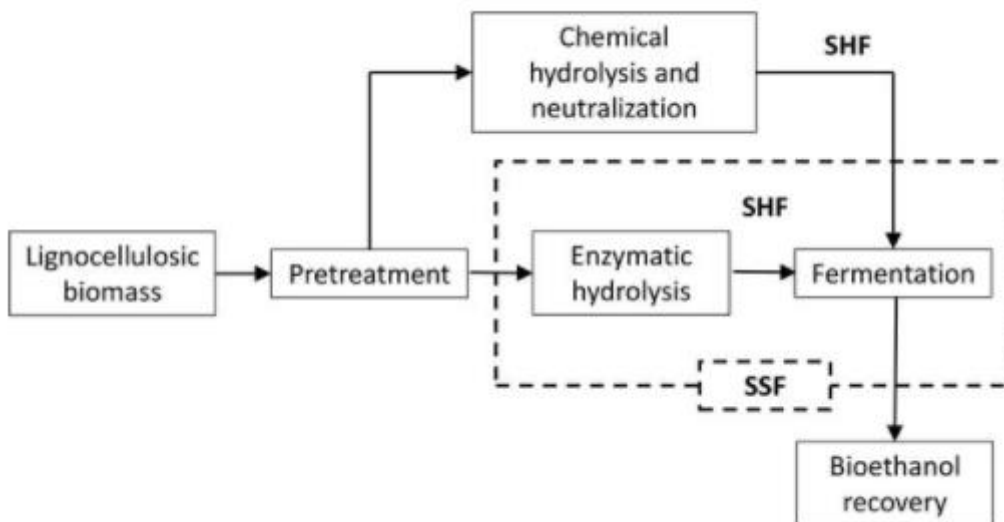 Chemical
hydrolysis and
neutralization
SHF
SHF
Lignocellulosic
biomass
Pretreatment
Enzymatic
hydrolysis
Fermentation
SSF
Bioethanol
recovery